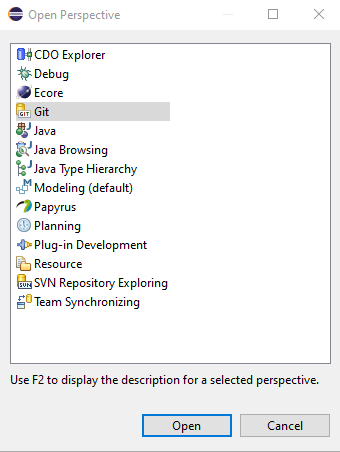 Open Perspective
CDO Explorer
Debug
Ecore
Git
Java
Java Browsing
Java Type Hierarchy
Modeling (default)
Papyrus
Planning
Plug-in Development
Resource
SVN Repository Exploring
Team Synchronizing
Use F2 to display the description for a selected perspective.
Open Cancel